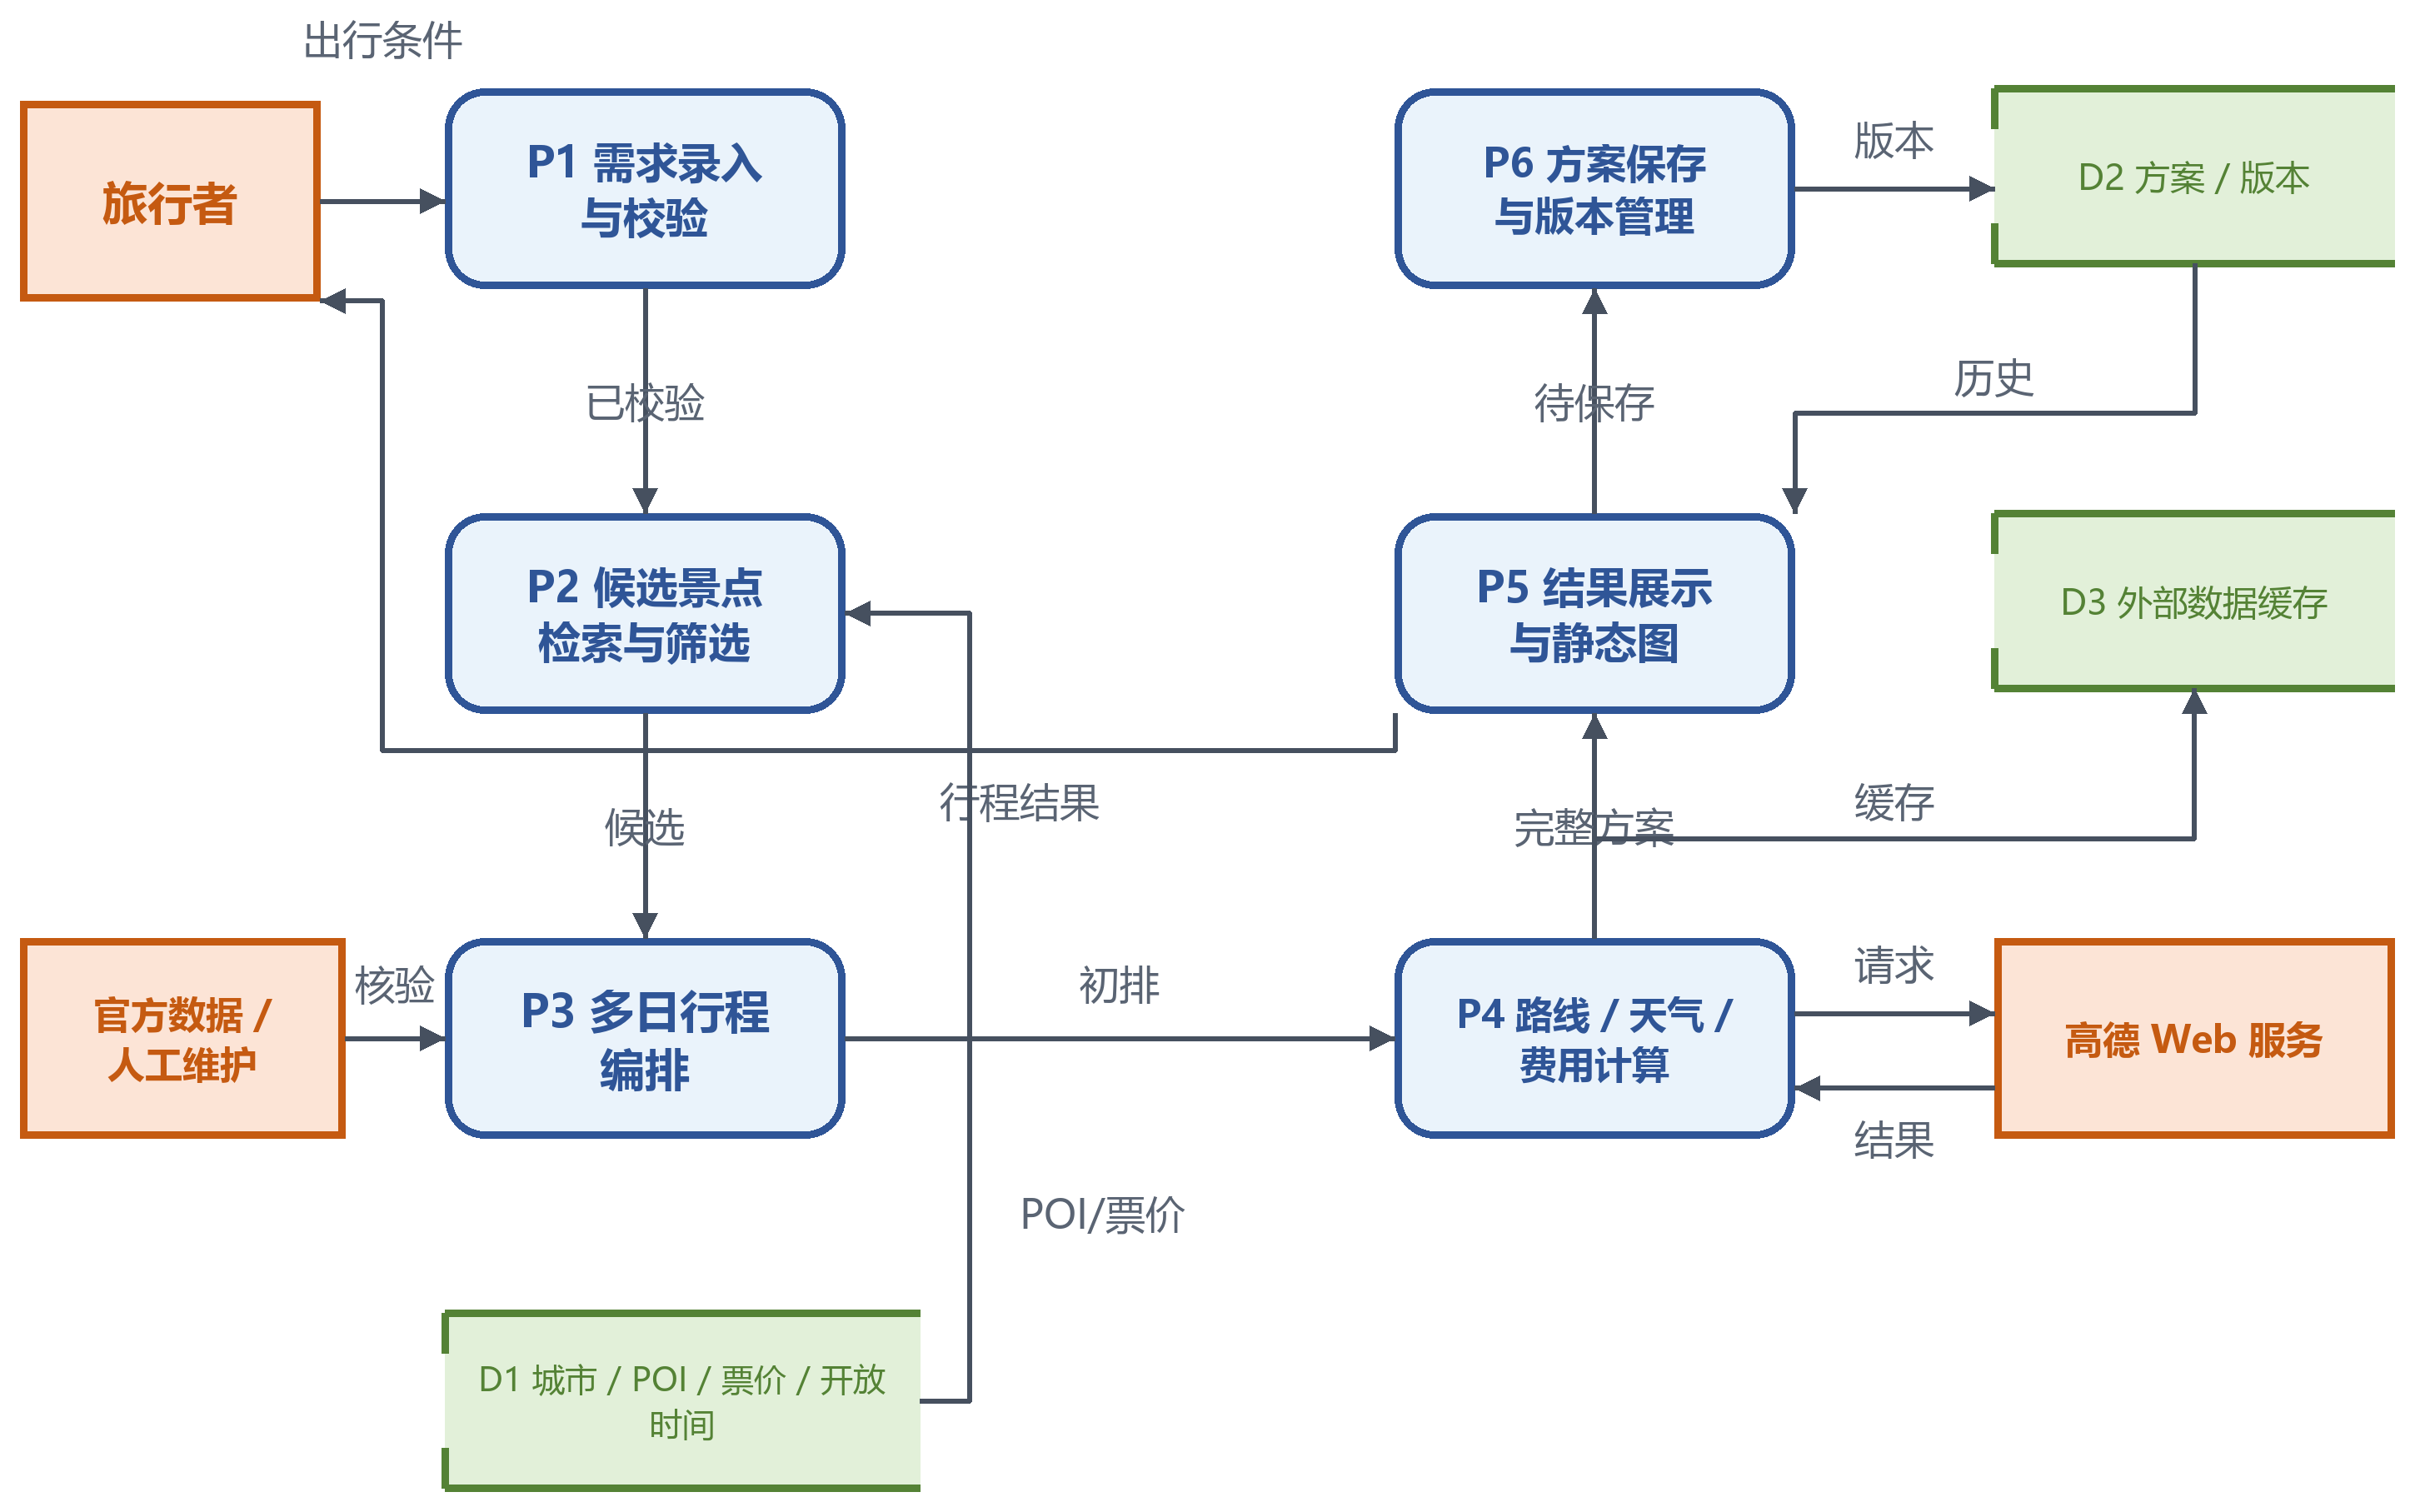 出行条件
旅行者
P1 需求录入
与校验
P6 方案保存
与版本管理
版本
D2 方案 / 版本
已校验
待保存
历史
P2 候选景点
检索与筛选
P5 结果展示
与静态图
D3 外部数据缓存
行程结果
候选
完整方案
缓存
官方数据 /
人工维护
核验
P3 多日行程
编排
初排
P4 路线 / 天气 /
费用计算
请求
高德 Web 服务
结果
POI/票价
D1 城市 / POI / 票价 / 开放
时间